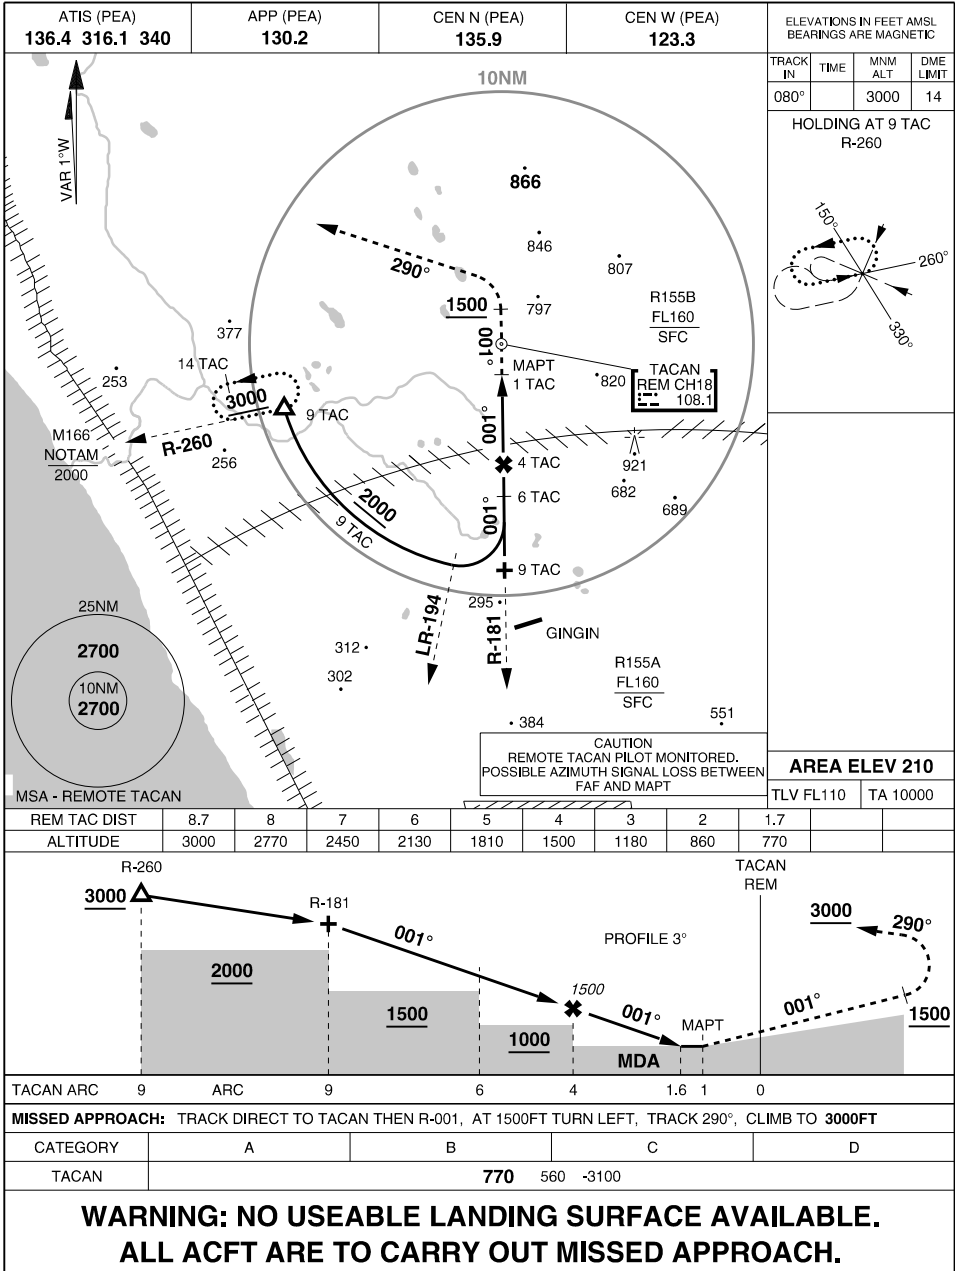 ATIS (PEA)
136.4 316.1 340
APP (PEA)
130.2
CEN N (PEA)
135.9
CEN W (PEA)
123.3
ELEVATIONS IN FEET AMSL
BEARINGS ARE MAGNETIC
TRACK IN
TIME
MNM ALT
DME LIMIT
080°
3000
14
HOLDING AT 9 TAC
R-260
150°
260°
330°
VAR 1°W
10NM
866
846
807
290°
1500
797
001°
R155B
FL160
SFC
377
14 TAC
253
3000
9 TAC
MAPT
1 TAC
820
TACAN
REM CH18
108.1
M166
NOTAM
2000
R-260
256
001°
4 TAC
921
682
689
6 TAC
001°
2000
9 TAC
9 TAC
295
LR-194
R-181
GINGIN
312
302
R155A
FL160
SFC
384
551
25NM
2700
10NM
2700
MSA - REMOTE TACAN
CAUTION
REMOTE TACAN PILOT MONITORED.
POSSIBLE AZIMUTH SIGNAL LOSS BETWEEN
FAF AND MAPT
AREA ELEV 210
TLV FL110
TA 10000
REM TAC DIST 8.7 8 7 6 5 4 3 2 1.7
ALTITUDE 3000 2770 2450 2130 1810 1500 1180 860 770
R-260
3000
R-181
001°
2000
1500
1000
1500
001°
PROFILE 3°
MAPT
MDA
TACAN
REM
3000
290°
001°
1500
TACAN ARC 9 ARC 9 6 4 1.6 1 0
MISSED APPROACH: TRACK DIRECT TO TACAN THEN R-001, AT 1500FT TURN LEFT, TRACK 290°, CLIMB TO 3000FT
CATEGORY A B C D
TACAN 770 560 -3100
WARNING: NO USEABLE LANDING SURFACE AVAILABLE.
ALL ACFT ARE TO CARRY OUT MISSED APPROACH.